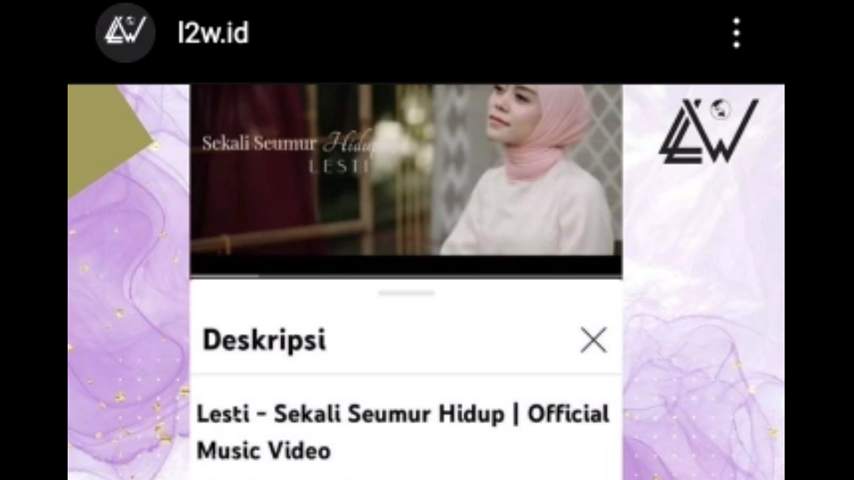 l2w.id
Sekali Seumur Hidup
LESTI
Deskripsi
Lesti - Sekali Seumur Hidup | Official
Music Video